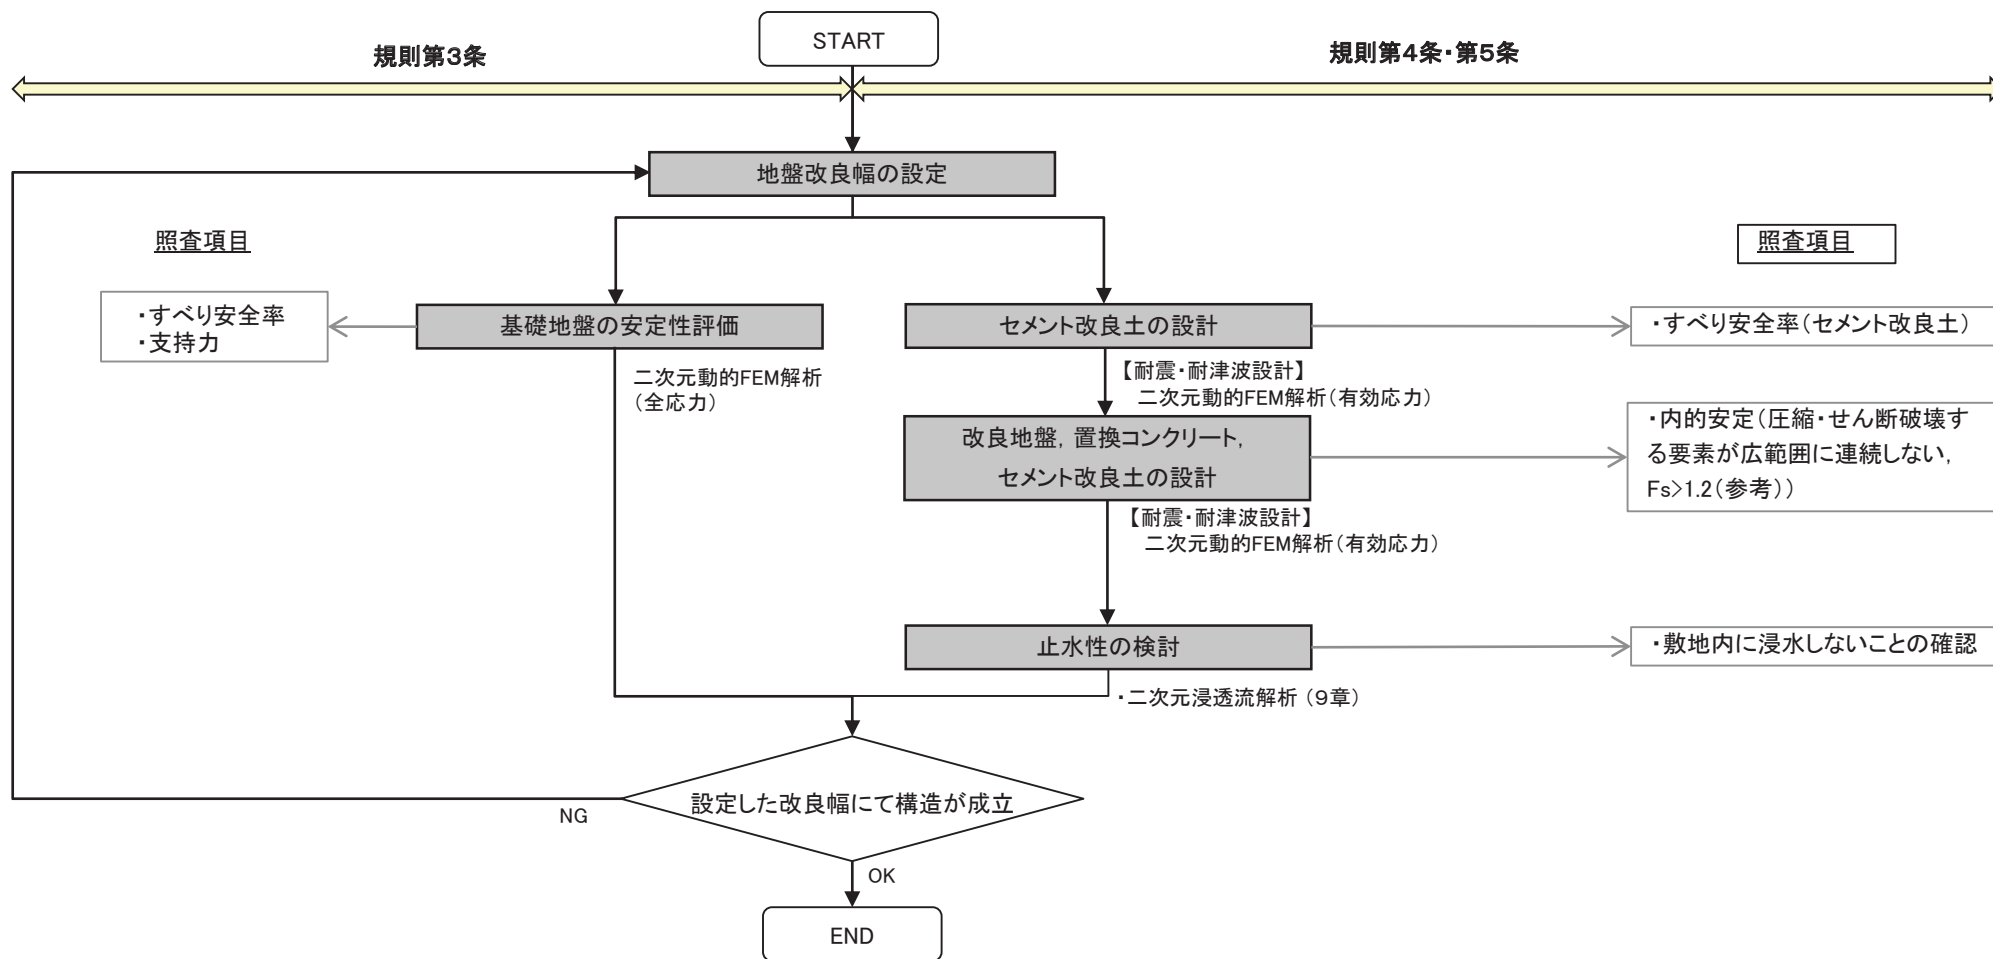 START
規則第3条
規則第4条・第5条
地盤改良幅の設定
照査項目
照査項目
・すべり安全率
・支持力
基礎地盤の安定性評価
セメント改良土の設計
・すべり安全率(セメント改良土)
二次元動的FEM解析
(全応力)
【耐震・耐津波設計】
二次元動的FEM解析(有効応力)
改良地盤, 置換コンクリート,
セメント改良土の設計
・内的安定(圧縮・せん断破壊す
る要素が広範囲に連続しない,
Fs>1.2(参考))
【耐震・耐津波設計】
二次元動的FEM解析(有効応力)
止水性の検討
・敷地内に浸水しないことの確認
・二次元浸透流解析 (9章)
設定した改良幅にて構造が成立
NG
OK
END